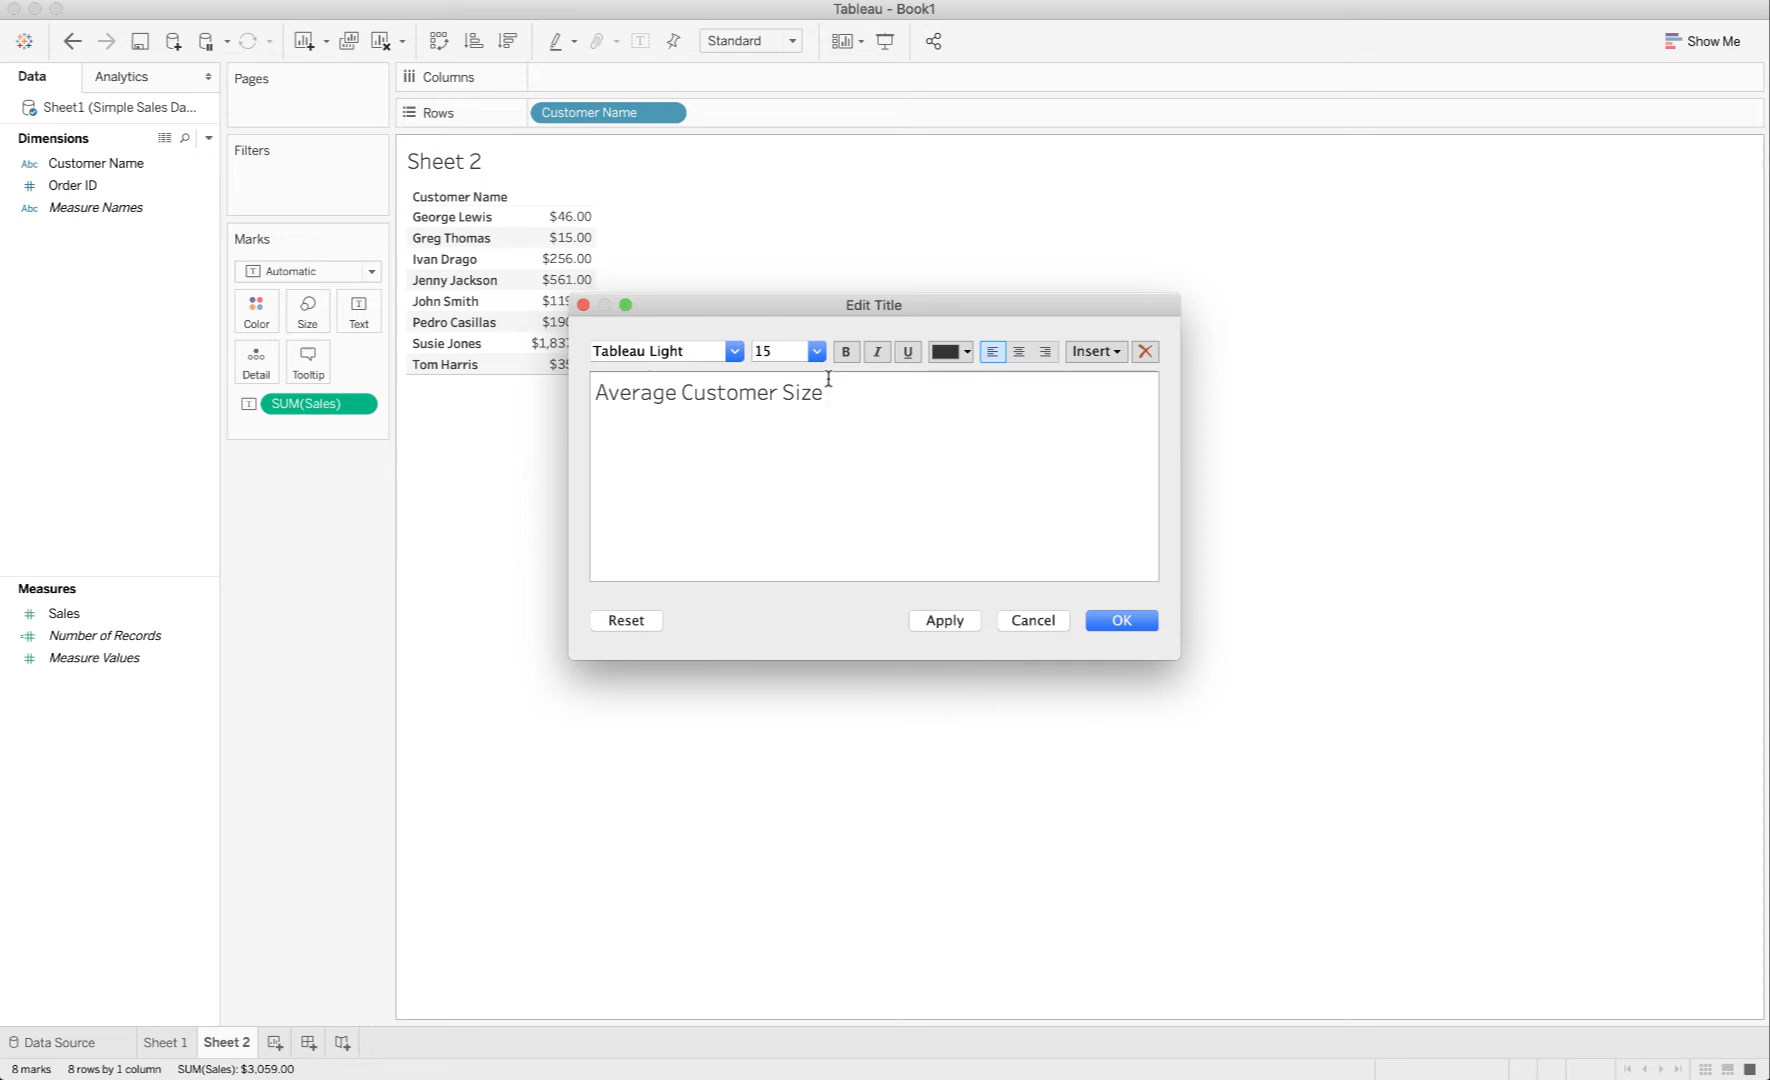 Tableau - Book1
Standard
Show Me
Data
Analytics
Pages
Columns
Sheet1 (Simple Sales Da...
Rows
Customer Name
Dimensions
Filters
Abc Customer Name
# Order ID
Abc Measure Names
Sheet 2
Customer Name
George Lewis $46.00
Greg Thomas $15.00
Ivan Drago $256.00
Jenny Jackson $561.00
John Smith
Pedro Casillas
Susie Jones
Tom Harris
Marks
T Automatic
Color
Size
T Text
Detail
Tooltip
T SUM(Sales)
Edit Title
Tableau Light
15
B
I
U
Insert
Average Customer Size
Reset
Apply
Cancel
OK
Measures
# Sales
=# Number of Records
# Measure Values
Data Source
Sheet 1
Sheet 2
8 marks
8 rows by 1 column
SUM(Sales): $3,059.00